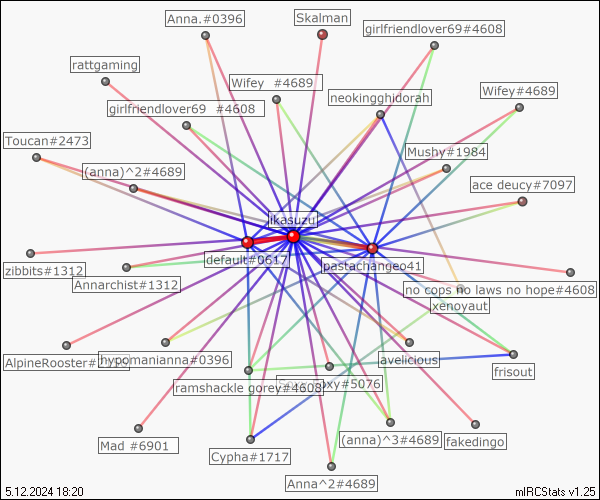 Anna.#0396
Skalman
girlfriendlover69#4608
rattgaming
Wifey #4689
neokingghidorah
Wifey#4689
girlfriendlover69 #4608
Toucan#2473
(anna)^2#4689
Mushy#1984
ace deucy#7097
ikasuzu
default#0617
pastachangeo41
zibbits#1312
Annarchist#1312
no cops no laws no hope#4608
xenoyaut
AlpineRooster#
hypomanianna#0396
avelicious
frisout
ramshackle gorey#4608
oxy#5076
Mad #6901
Cypha#1717
(anna)^3#4689
fakedingo
Anna^2#4689
5.12.2024 18:20
mIRCStats v1.25